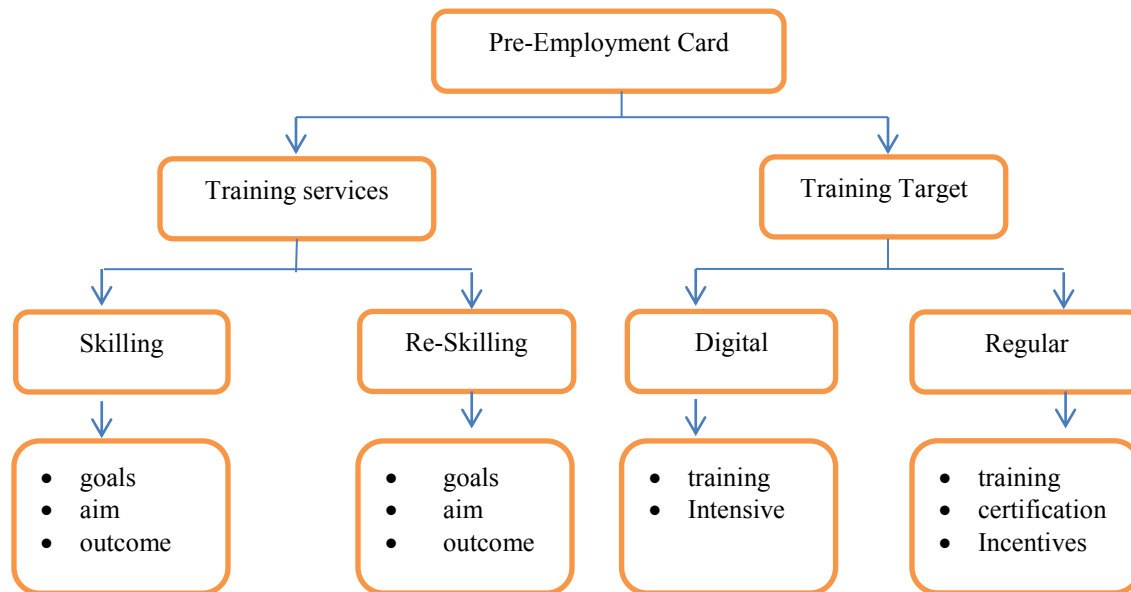 Pre-Employment Card
Training services
Training Target
Skilling
Re-Skilling
Digital
Regular
• goals
• aim
• outcome
• goals
• aim
• outcome
• training
• Intensive
• training
• certification
• Incentives